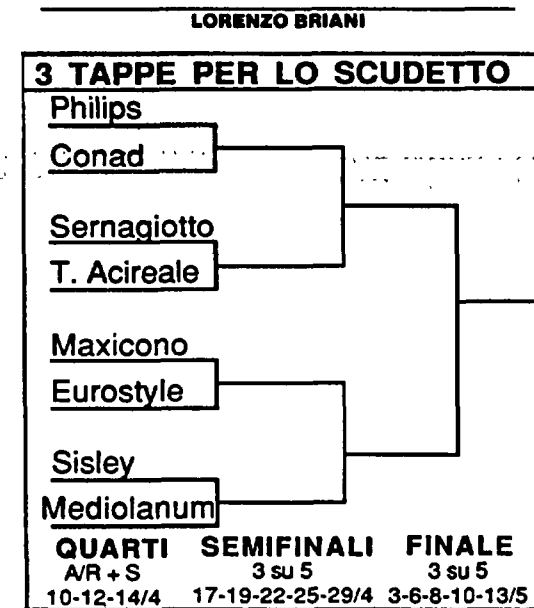 LORENZO BRIANI
3 TAPPE PER LO SCUDETTO
Philips
Conad
Sernagiotto
T. Acireale
Maxicono
Eurostyle
Sisley
Mediolanum
QUARTI SEMIFINALI FINALE
A/R + S 3 su 5 3 su 5
10-12-14/4 17-19-22-25-29/4 3-6-8-10-13/5